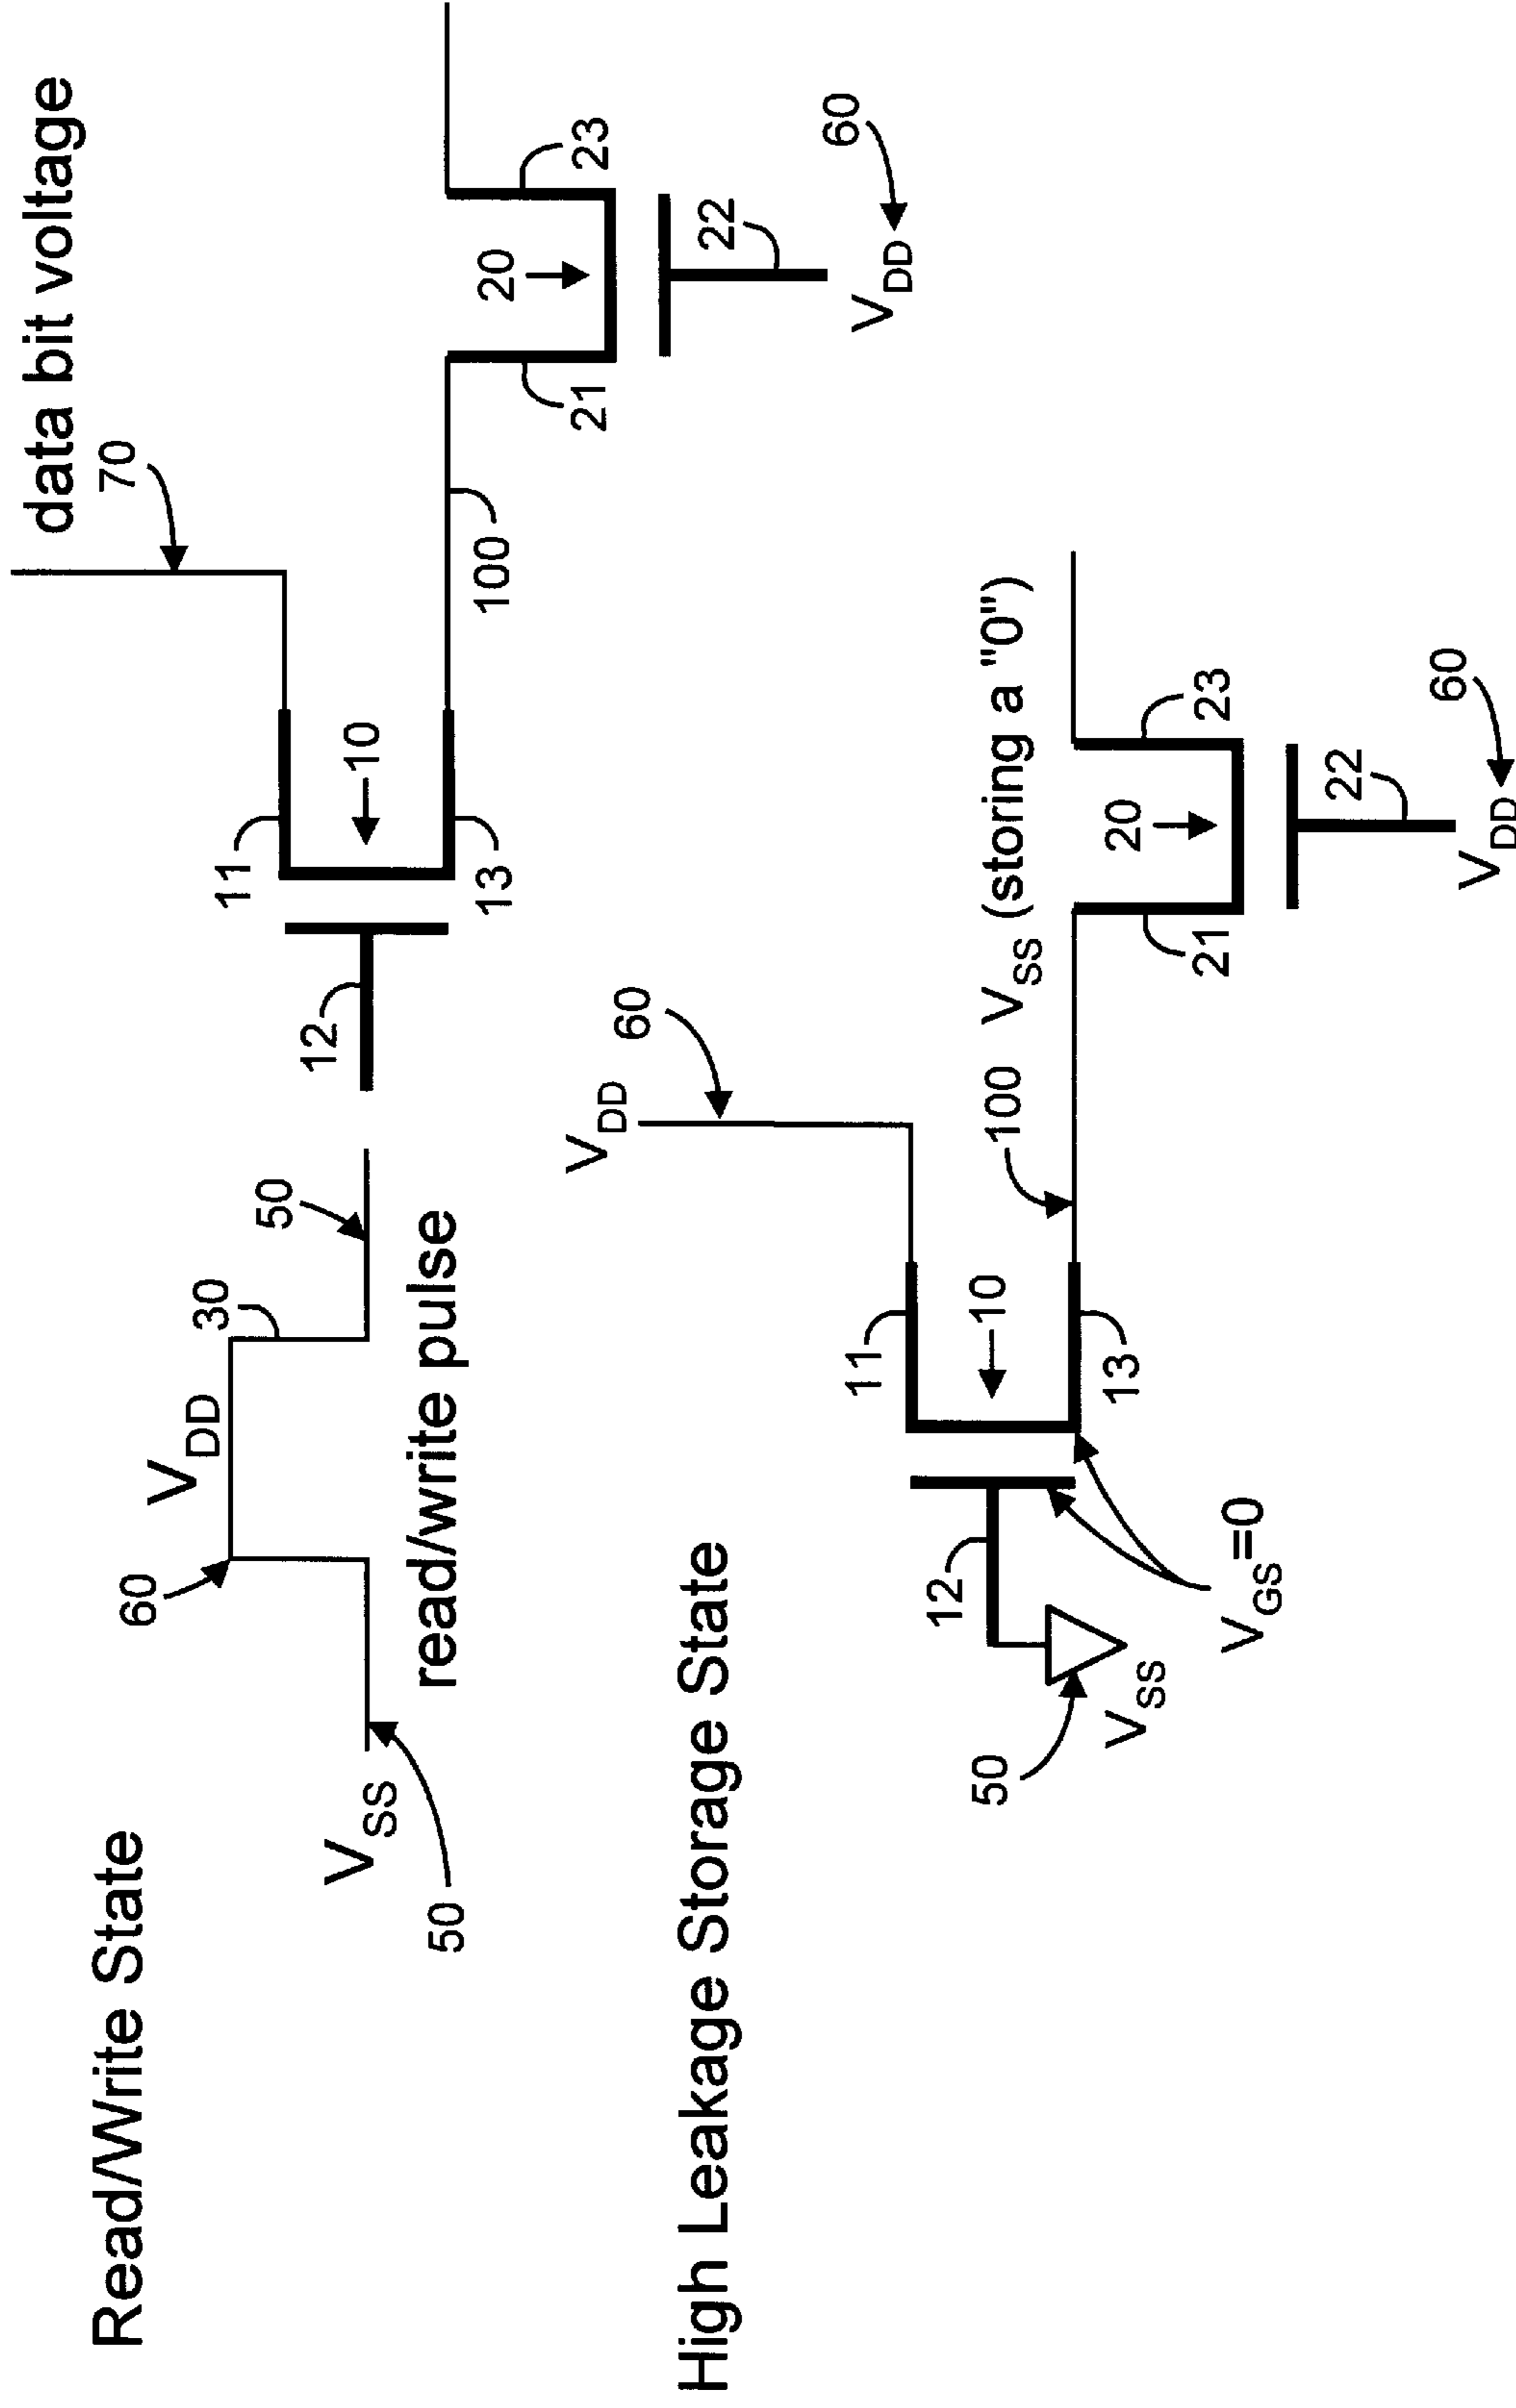 Read/Write State
data bit voltage
70
60
V_DD
30
50
V_SS
50
read/write pulse
12
11
10
13
100
20
21
23
22
V_DD
60
High Leakage Storage State
V_DD
60
11
10
12
13
50
V_SS
V_GS=0
100
V_SS (storing a "0")
20
21
23
22
V_DD
60